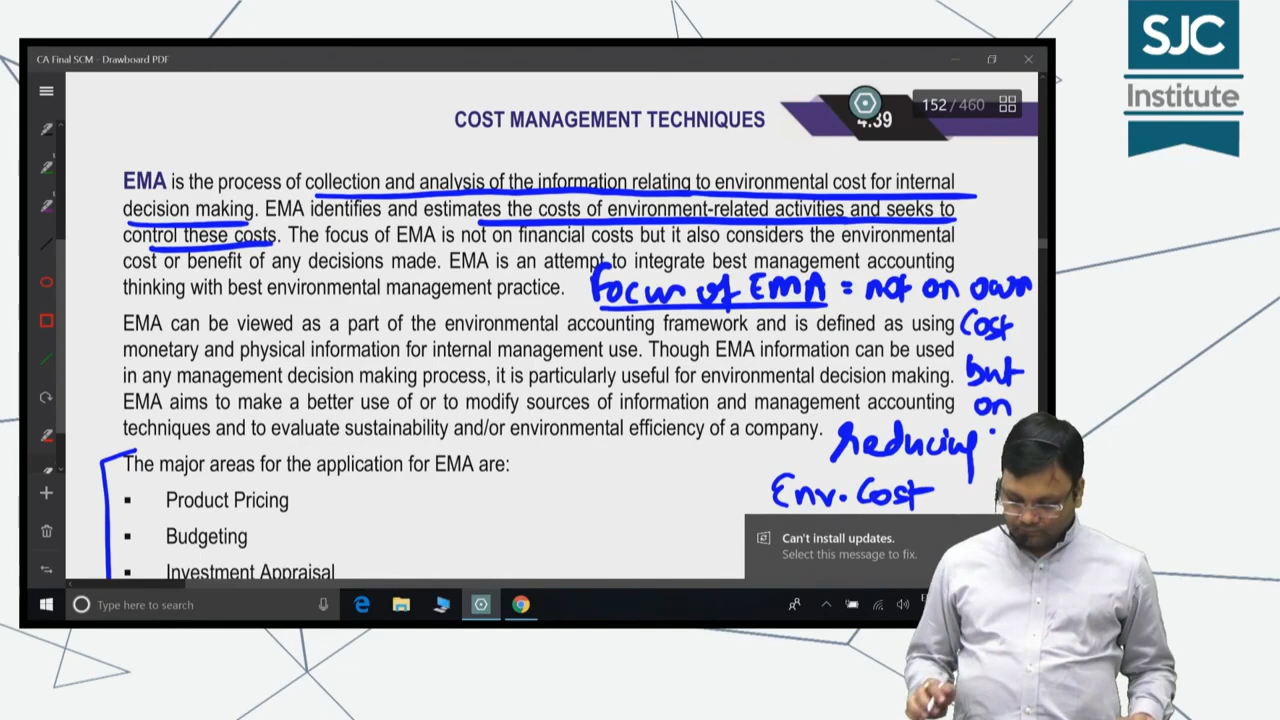 SJC
Institute
CA Final SCM - Drawboard PDF
152 / 460
COST MANAGEMENT TECHNIQUES
4.39
EMA is the process of collection and analysis of the information relating to environmental cost for internal
decision making. EMA identifies and estimates the costs of environment-related activities and seeks to
control these costs. The focus of EMA is not on financial costs but it also considers the environmental
cost or benefit of any decisions made. EMA is an attempt to integrate best management accounting
thinking with best environmental management practice.
Focus of EMA = not on own
Cost
but
on
reducing
Env. Cost
EMA can be viewed as a part of the environmental accounting framework and is defined as using
monetary and physical information for internal management use. Though EMA information can be used
in any management decision making process, it is particularly useful for environmental decision making.
EMA aims to make a better use of or to modify sources of information and management accounting
techniques and to evaluate sustainability and/or environmental efficiency of a company.
The major areas for the application for EMA are:
▪ Product Pricing
▪ Budgeting
▪ Investment Appraisal
Can't install updates.
Select this message to fix.
Type here to search